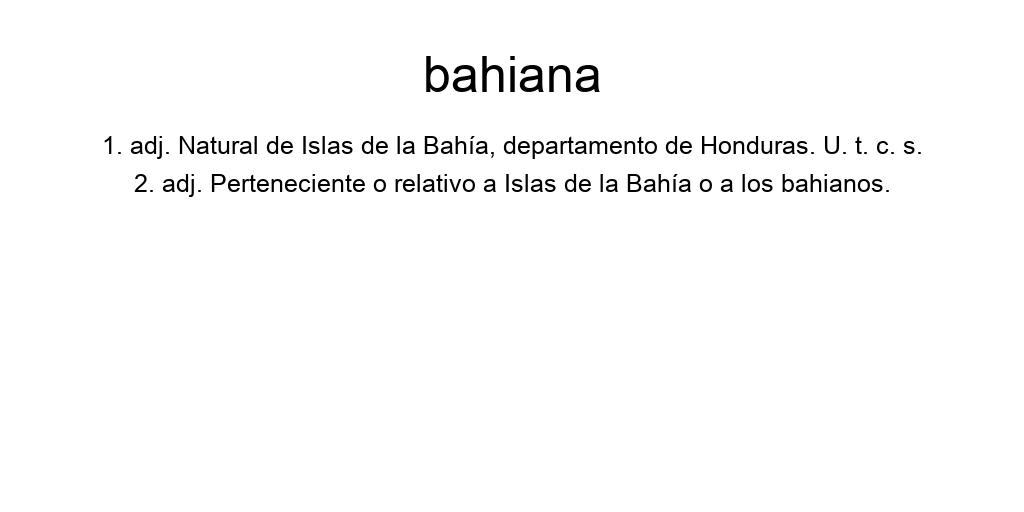 bahiana
1. adj. Natural de Islas de la Bahía, departamento de Honduras. U. t. c. s.
2. adj. Perteneciente o relativo a Islas de la Bahía o a los bahianos.